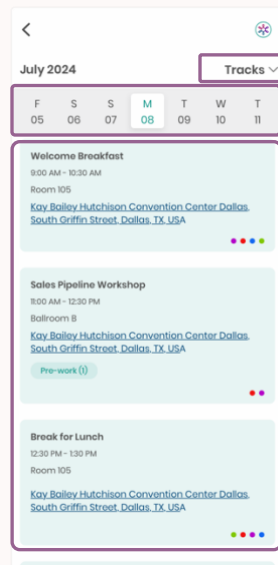 July 2024
Tracks
F S S M T W T
05 06 07 08 09 10 11
Welcome Breakfast
9:00 AM - 10:30 AM
Room 105
Kay Bailey Hutchison Convention Center Dallas,
South Griffin Street, Dallas, TX, USA
Sales Pipeline Workshop
11:00 AM - 12:30 PM
Ballroom B
Kay Bailey Hutchison Convention Center Dallas,
South Griffin Street, Dallas, TX, USA
Pre-work (1)
Break for Lunch
12:30 PM - 1:30 PM
Room 105
Kay Bailey Hutchison Convention Center Dallas,
South Griffin Street, Dallas, TX, USA